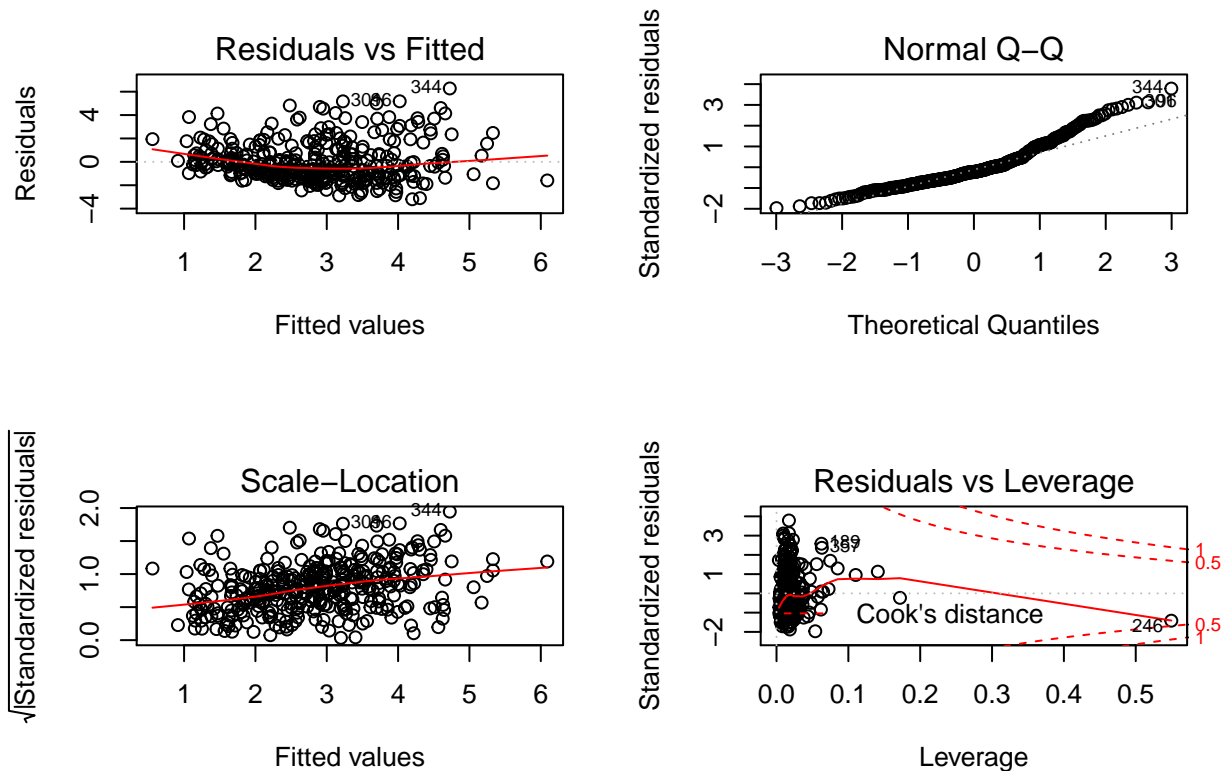 Residuals vs Fitted
Residuals
−4 0 4
344
1 2 3 4 5 6
Fitted values
Normal Q−Q
Standardized residuals
−2 1 3
344
−3 −2 −1 0 1 2 3
Theoretical Quantiles
Scale−Location
√|Standardized residuals|
0.0 1.0 2.0
344
1 2 3 4 5 6
Fitted values
Residuals vs Leverage
Standardized residuals
−2 1 3
189
357
246
Cook's distance
1
0.5
0.5
1
0.0 0.1 0.2 0.3 0.4 0.5
Leverage